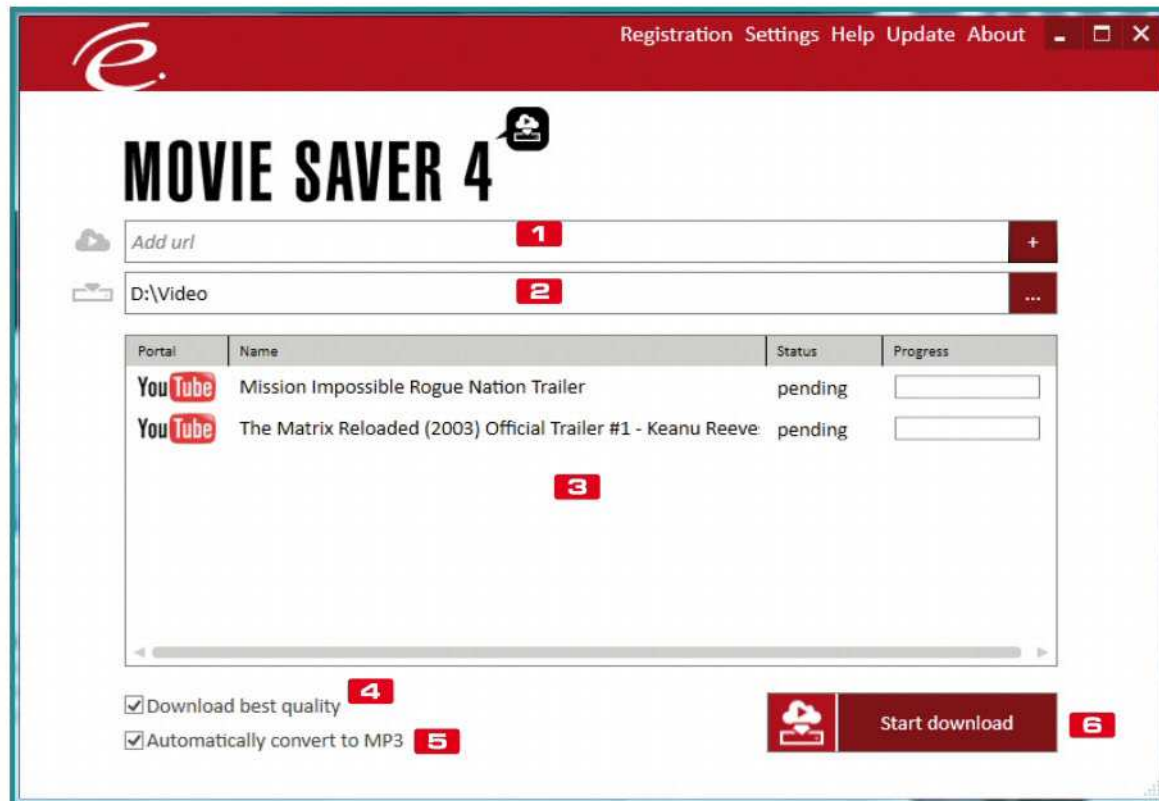 e.
Registration Settings Help Update About
MOVIE SAVER 4
Add url
1
+
D:\Video
2
...
Portal Name Status Progress
YouTube Mission Impossible Rogue Nation Trailer pending
YouTube The Matrix Reloaded (2003) Official Trailer #1 - Keanu Reeve pending
3
Download best quality 4
Automatically convert to MP3 5
Start download 6